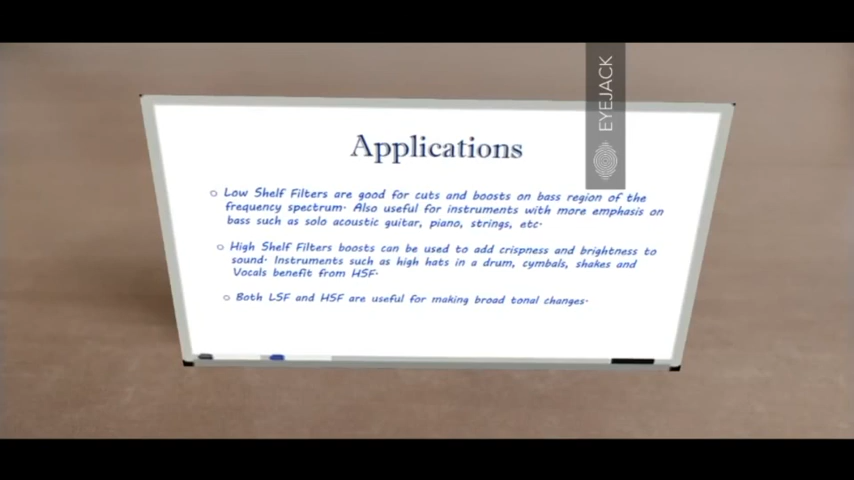 EYEJACK
Applications
Low Shelf Filters are good for cuts and boosts on bass region of the
frequency spectrum. Also useful for instruments with more emphasis on
bass such as solo acoustic guitar, piano, strings, etc.
High Shelf Filters boosts can be used to add crispness and brightness to
sound. Instruments such as high hats in a drum, cymbals, shakes and
Vocals benefit from HSF.
Both LSF and HSF are useful for making broad tonal changes.